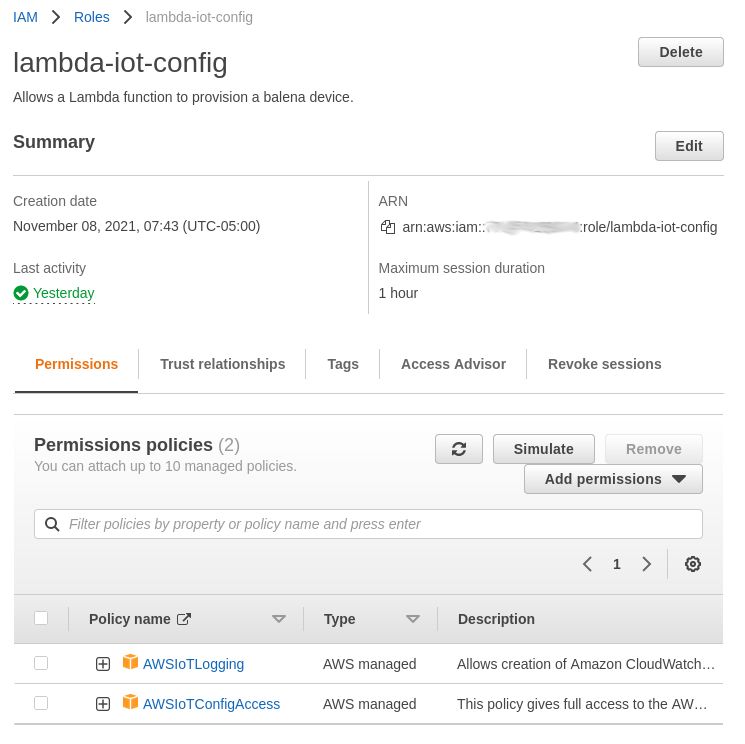 IAM > Roles > lambda-iot-config
lambda-iot-config
Delete
Allows a Lambda function to provision a balena device.
Summary
Edit
Creation date
November 08, 2021, 07:43 (UTC-05:00)
ARN
arn:aws:iam:: :role/lambda-iot-config
Last activity
Yesterday
Maximum session duration
1 hour
Permissions
Trust relationships
Tags
Access Advisor
Revoke sessions
Permissions policies (2)
You can attach up to 10 managed policies.
Simulate
Remove
Add permissions
Filter policies by property or policy name and press enter
1
Policy name Type Description
AWSIoTLogging AWS managed Allows creation of Amazon CloudWatch…
AWSIoTConfigAccess AWS managed This policy gives full access to the AW…